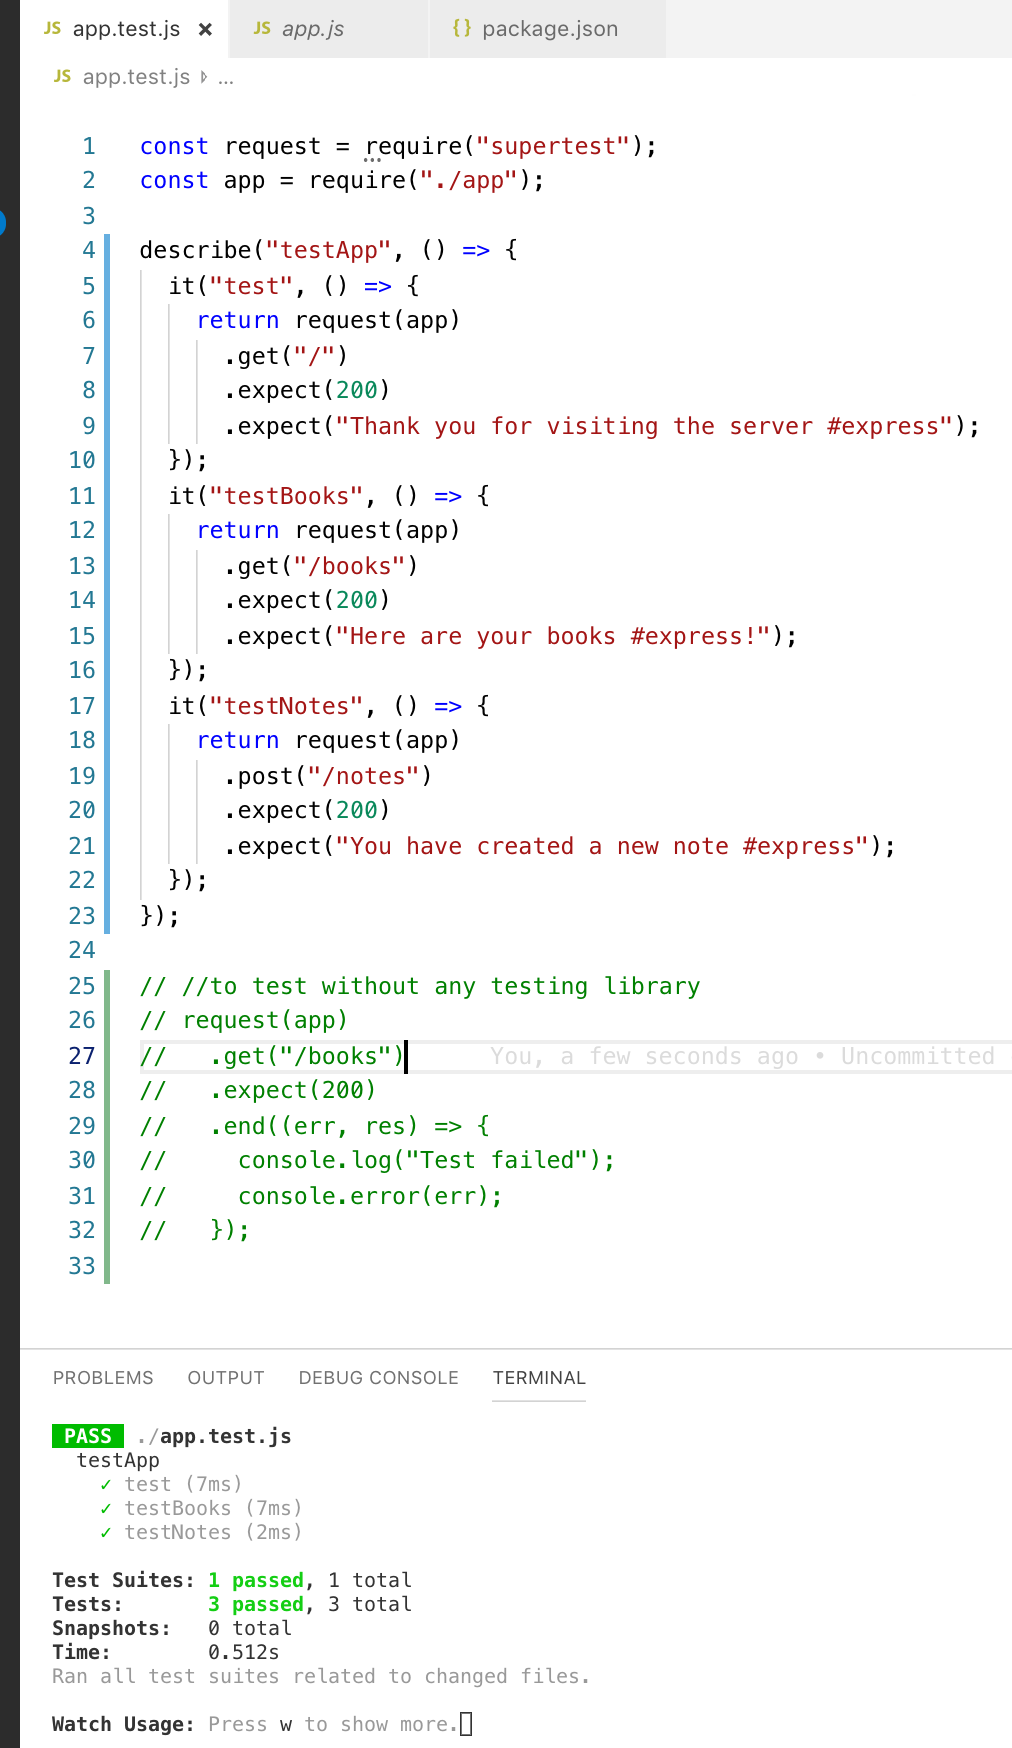 JS app.test.js × JS app.js {} package.json
JS app.test.js ▹ ...
1 const request = require("supertest");
2 const app = require("./app");
3
4 describe("testApp", () => {
5   it("test", () => {
6     return request(app)
7       .get("/")
8       .expect(200)
9       .expect("Thank you for visiting the server #express");
10   });
11   it("testBooks", () => {
12     return request(app)
13       .get("/books")
14       .expect(200)
15       .expect("Here are your books #express!");
16   });
17   it("testNotes", () => {
18     return request(app)
19       .post("/notes")
20       .expect(200)
21       .expect("You have created a new note #express");
22   });
23 });
24
25 // //to test without any testing library
26 // request(app)
27 //   .get("/books") You, a few seconds ago • Uncommitted
28 //   .expect(200)
29 //   .end((err, res) => {
30 //     console.log("Test failed");
31 //     console.error(err);
32 //   });
33
PROBLEMS OUTPUT DEBUG CONSOLE TERMINAL
PASS ./app.test.js
testApp
✓ test (7ms)
✓ testBooks (7ms)
✓ testNotes (2ms)
Test Suites: 1 passed, 1 total
Tests: 3 passed, 3 total
Snapshots: 0 total
Time: 0.512s
Ran all test suites related to changed files.
Watch Usage: Press w to show more.